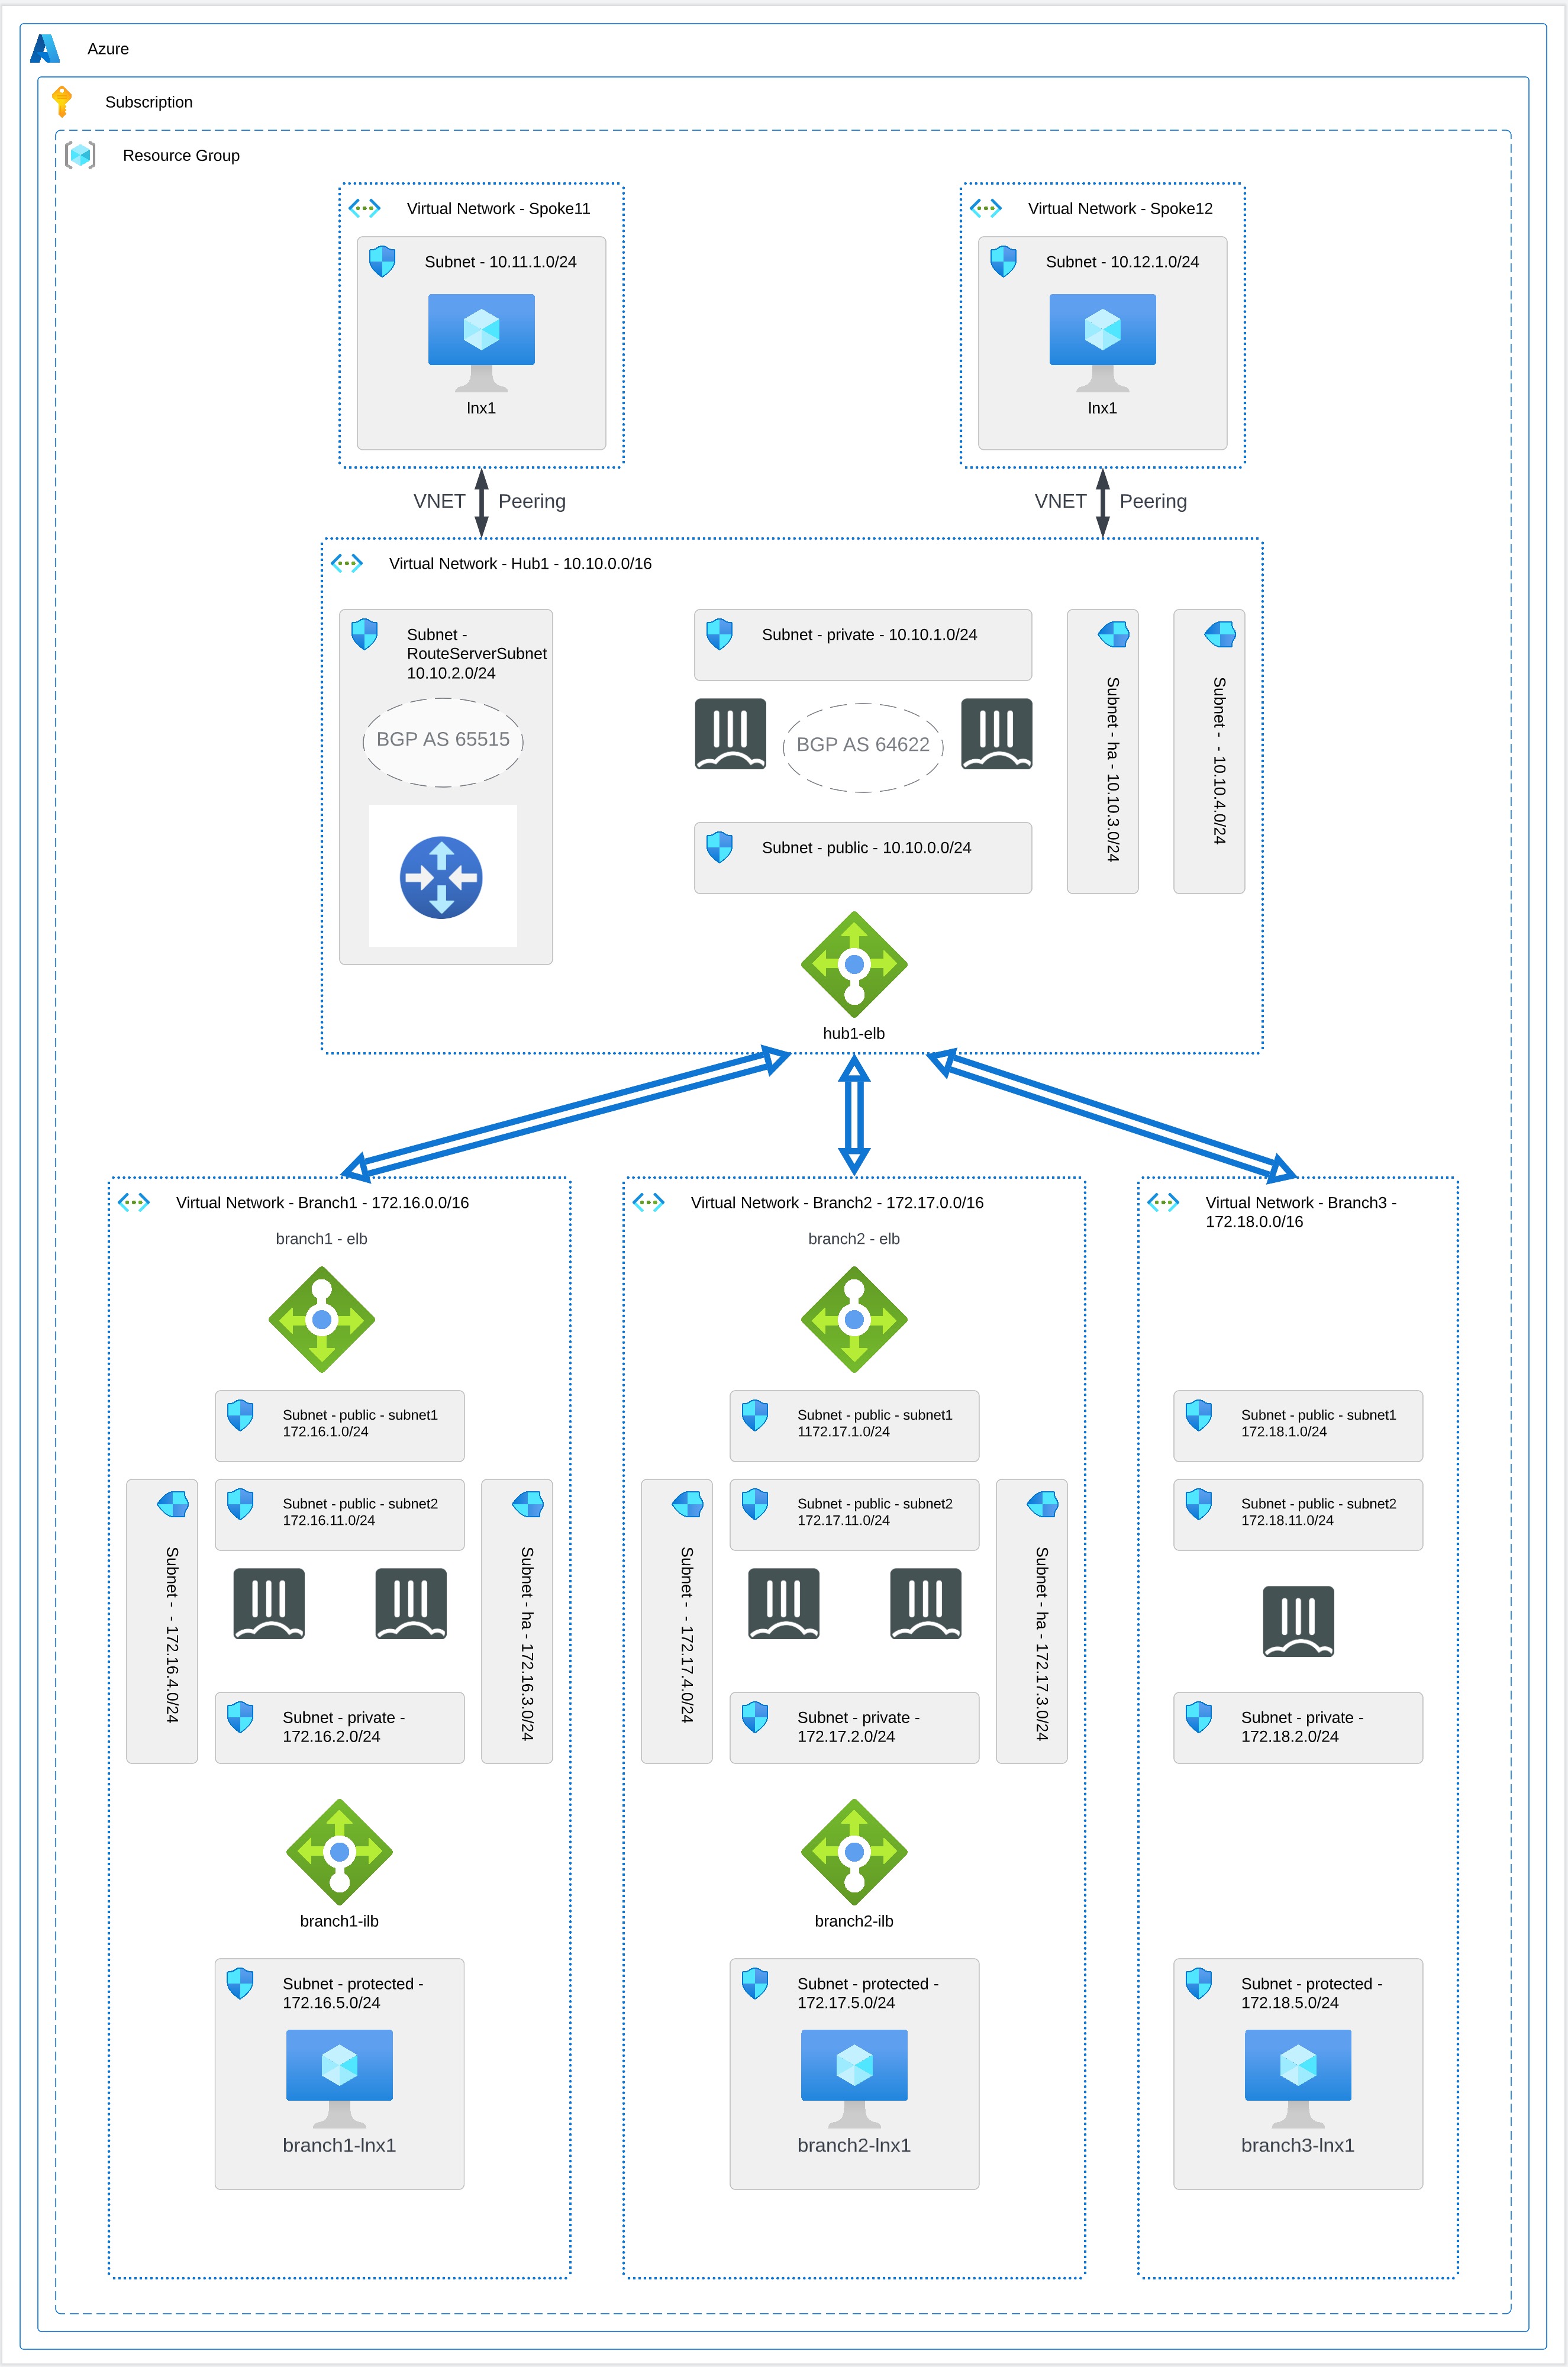 Azure
Subscription
Resource Group
Virtual Network - Spoke11
Subnet - 10.11.1.0/24
lnx1
Virtual Network - Spoke12
Subnet - 10.12.1.0/24
lnx1
VNET Peering
VNET Peering
Virtual Network - Hub1 - 10.10.0.0/16
Subnet -
RouteServerSubnet
10.10.2.0/24
BGP AS 65515
Subnet - private - 10.10.1.0/24
BGP AS 64622
Subnet - public - 10.10.0.0/24
Subnet - ha - 10.10.3.0/24
Subnet - - 10.10.4.0/24
hub1-elb
Virtual Network - Branch1 - 172.16.0.0/16
branch1 - elb
Subnet - public - subnet1
172.16.1.0/24
Subnet - public - subnet2
172.16.11.0/24
Subnet - - 172.16.4.0/24
Subnet - ha - 172.16.3.0/24
Subnet - private -
172.16.2.0/24
branch1-ilb
Subnet - protected -
172.16.5.0/24
branch1-lnx1
Virtual Network - Branch2 - 172.17.0.0/16
branch2 - elb
Subnet - public - subnet1
1172.17.1.0/24
Subnet - public - subnet2
172.17.11.0/24
Subnet - - 172.17.4.0/24
Subnet - ha - 172.17.3.0/24
Subnet - private -
172.17.2.0/24
branch2-ilb
Subnet - protected -
172.17.5.0/24
branch2-lnx1
Virtual Network - Branch3 -
172.18.0.0/16
Subnet - public - subnet1
172.18.1.0/24
Subnet - public - subnet2
172.18.11.0/24
Subnet - private -
172.18.2.0/24
Subnet - protected -
172.18.5.0/24
branch3-lnx1